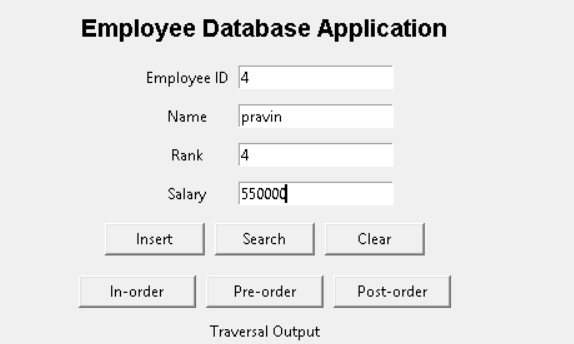 Employee Database Application
Employee ID 4
Name pravin
Rank 4
Salary 550000
Insert Search Clear
In-order Pre-order Post-order
Traversal Output